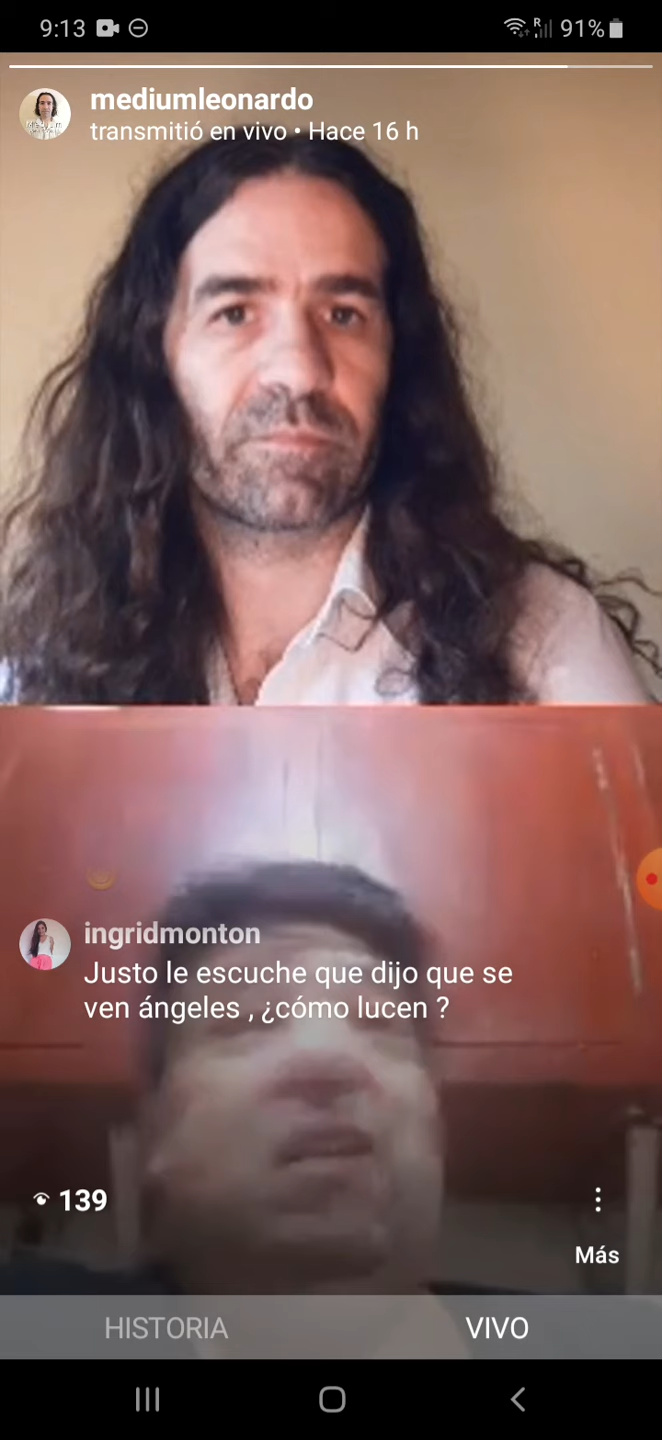 9:13
R
91%
mediumleonardo
transmitió en vivo • Hace 16 h
ingridmonton
Justo le escuche que dijo que se
ven ángeles , ¿cómo lucen ?
139
Más
HISTORIA
VIVO